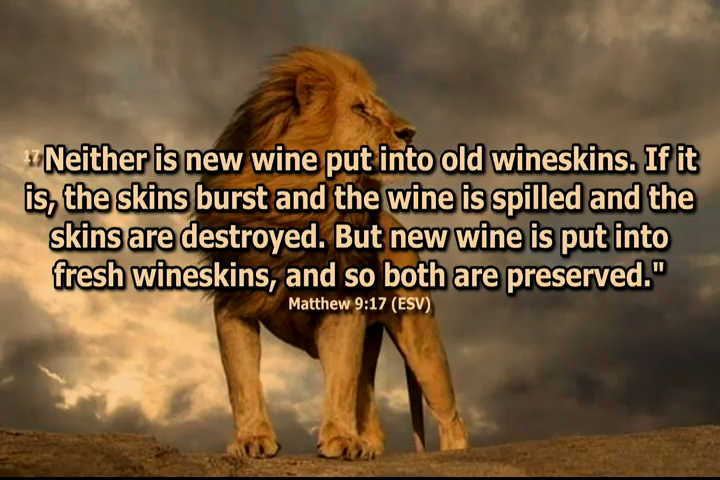 17 Neither is new wine put into old wineskins. If it
is, the skins burst and the wine is spilled and the
skins are destroyed. But new wine is put into
fresh wineskins, and so both are preserved."
Matthew 9:17 (ESV)